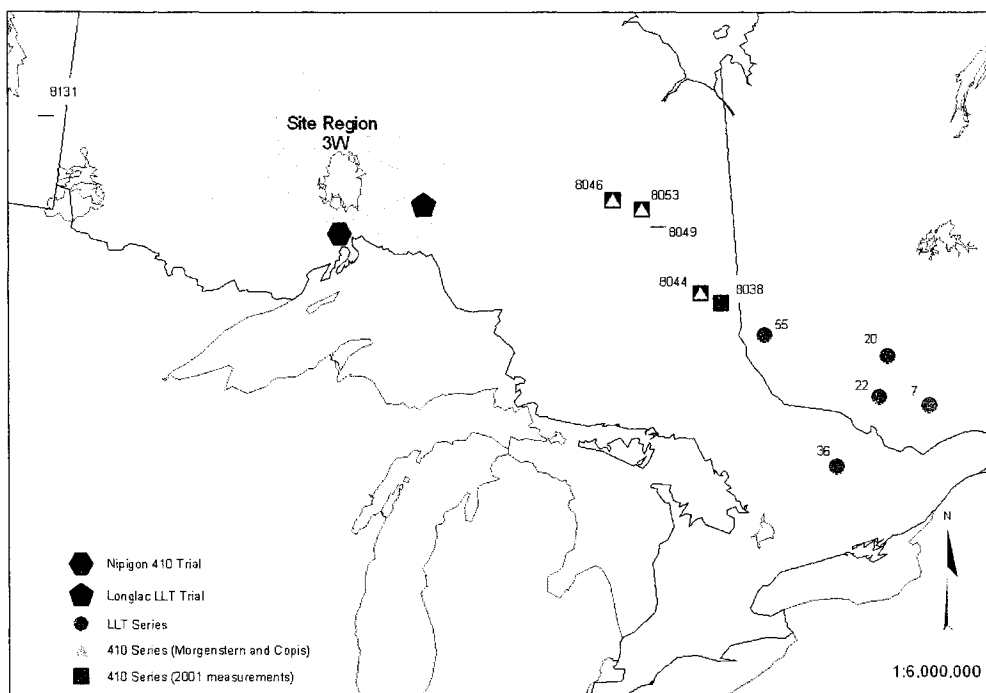 8131
Site Region
3W
8046
8053
8049
8044
8038
55
20
22
7
36
N
Nipigon 410 Trial
Longlac LLT Trial
LLT Series
410 Series (Morgenstern and Copis)
410 Series (2001 measurements)
1:6,000,000